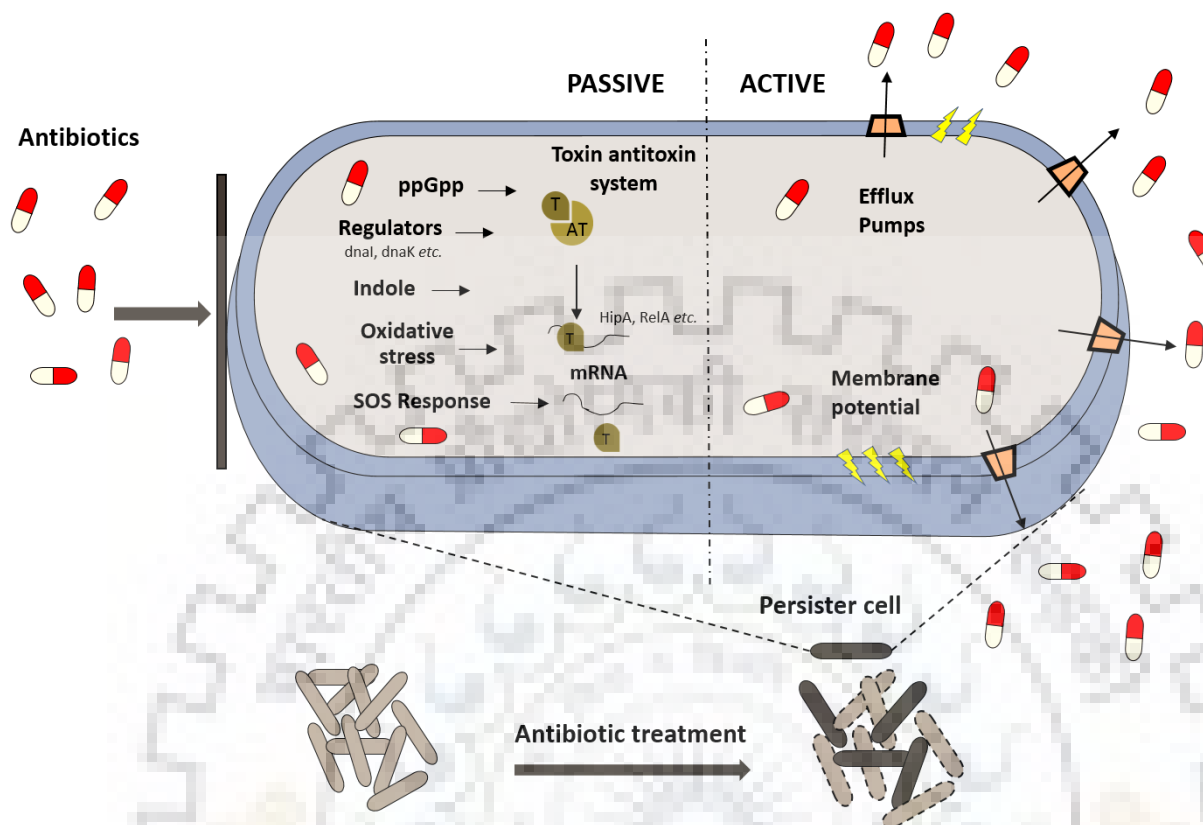 PASSIVE
ACTIVE
Antibiotics
Toxin antitoxin
system
ppGpp
T
AT
Regulators
dnaI, dnaK etc.
Efflux
Pumps
Indole
HipA, RelA etc.
Oxidative
stress
T
mRNA
SOS Response
T
Membrane
potential
Persister cell
Antibiotic treatment